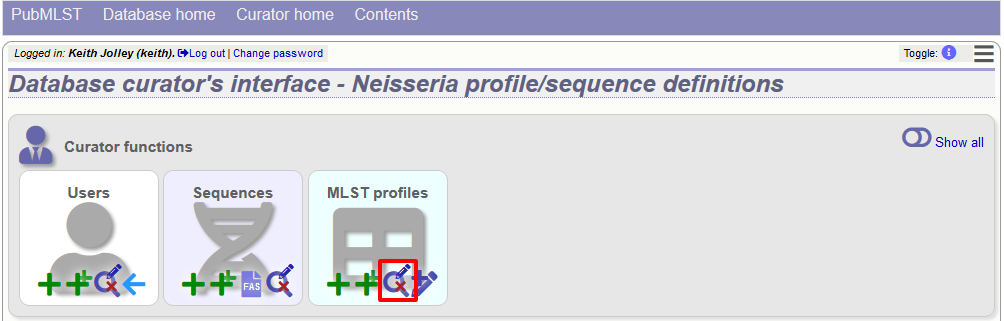 PubMLST Database home Curator home Contents
Logged in: Keith Jolley (keith). Log out | Change password Toggle: i
Database curator's interface - Neisseria profile/sequence definitions
Curator functions Show all
Users Sequences MLST profiles
FAS